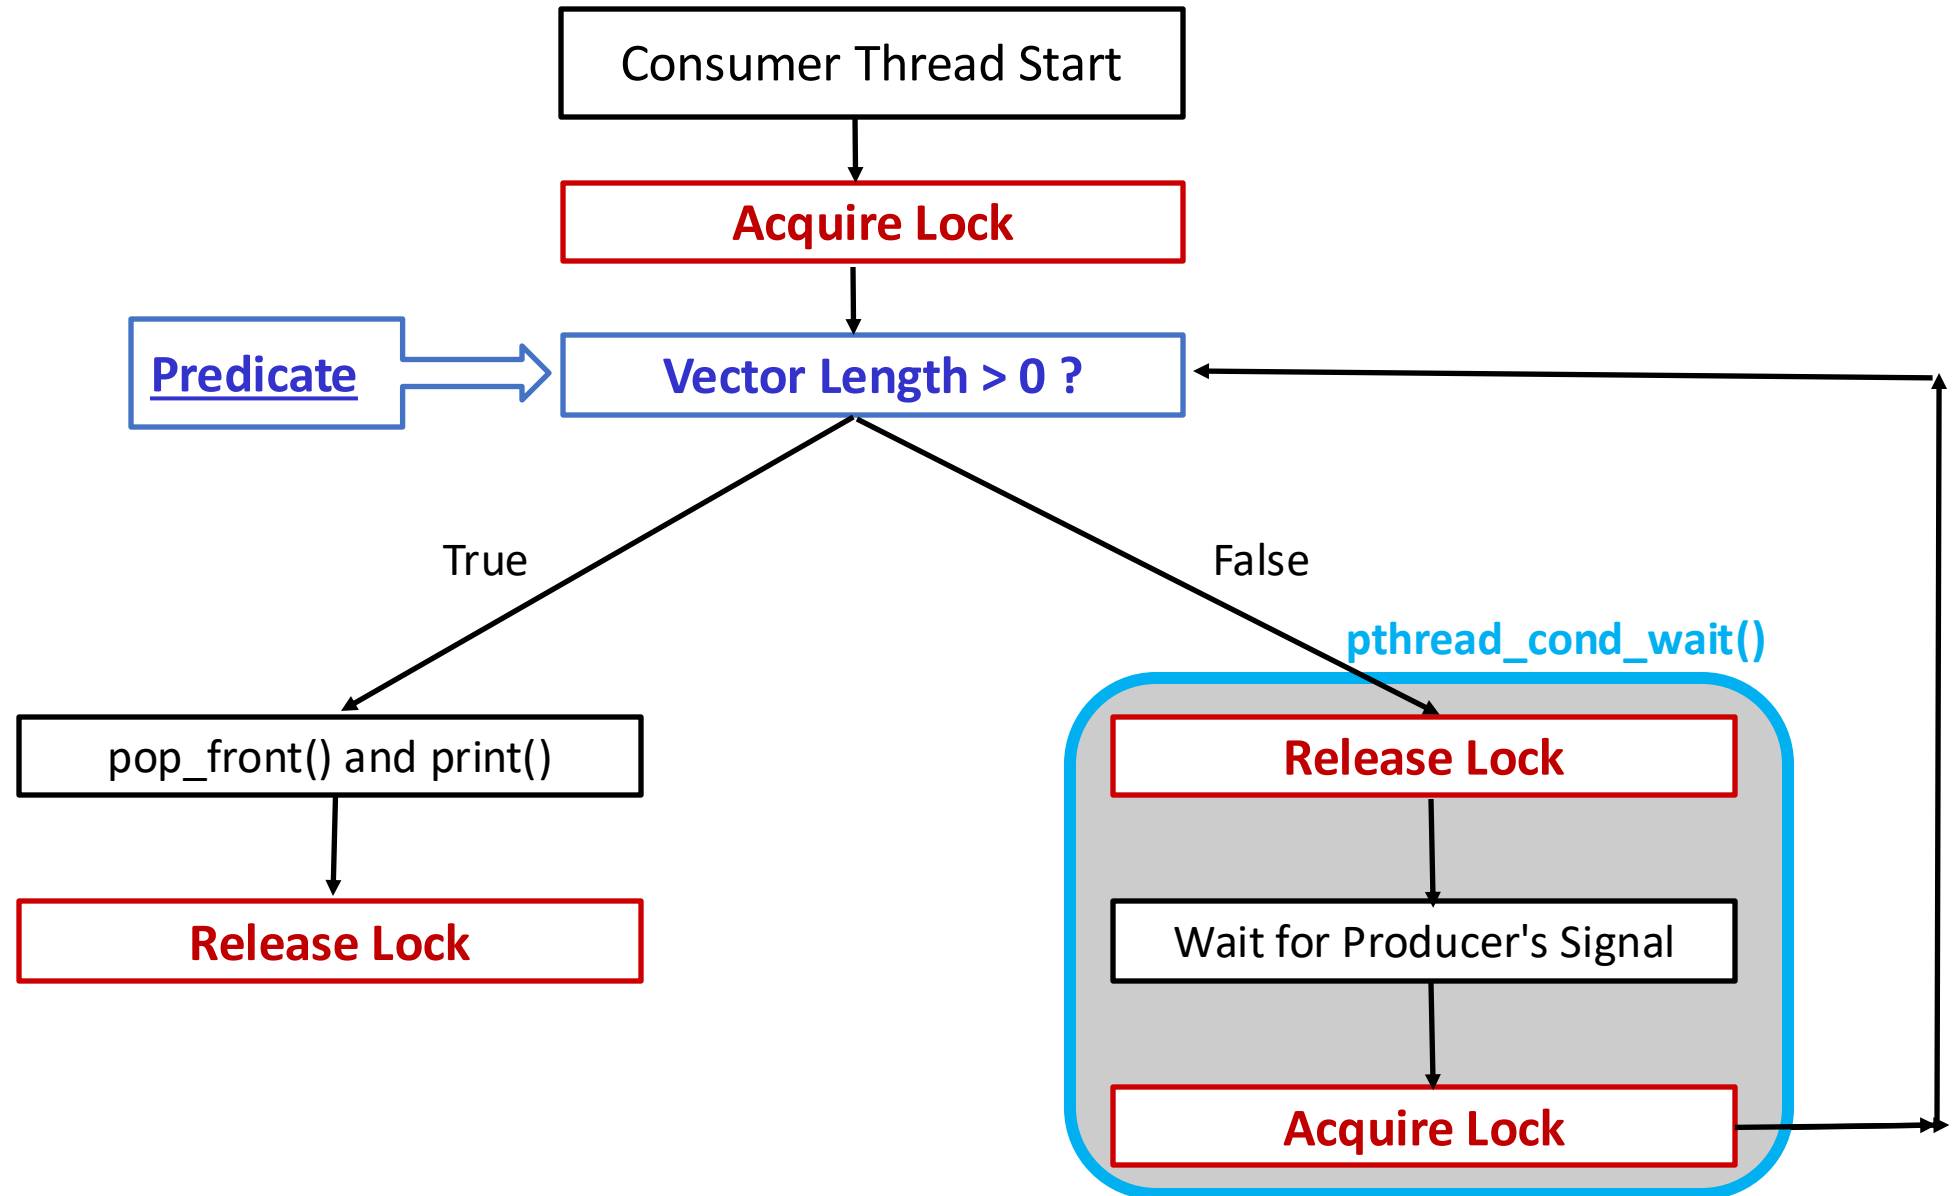 Consumer Thread Start
Acquire Lock
Predicate
Vector Length > 0 ?
True
False
pthread_cond_wait()
pop_front() and print()
Release Lock
Release Lock
Wait for Producer's Signal
Acquire Lock